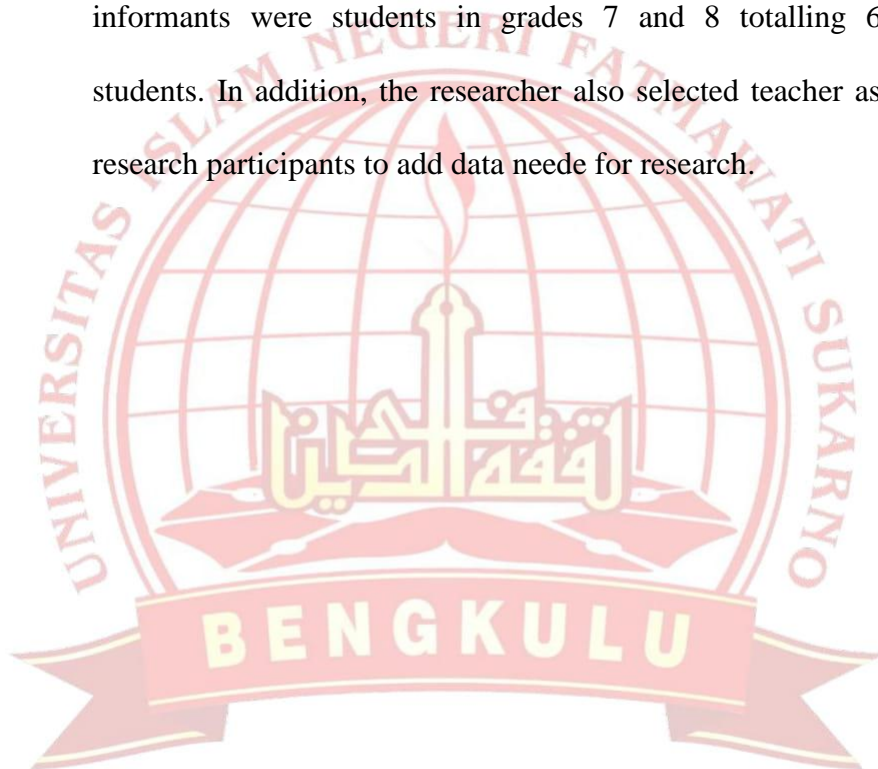 informants were students in grades 7 and 8 totalling 6
students. In addition, the researcher also selected teacher as
research participants to add data neede for research.
UNIVERSITAS ISLAM NEGERI FATMAWATI SUKARNO
BENGKULU